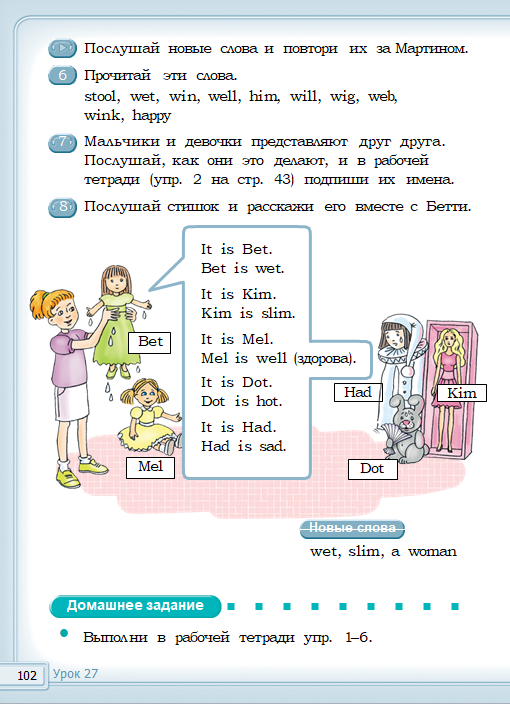 Послушай новые слова и повтори их за Мартином.
6 Прочитай эти слова.
stool, wet, win, well, him, will, wig, web,
wink, happy
7 Мальчики и девочки представляют друг друга.
Послушай, как они это делают, и в рабочей
тетради (упр. 2 на стр. 43) подпиши их имена.
8 Послушай стишок и расскажи его вместе с Бетти.
It is Bet.
Bet is wet.
It is Kim.
Kim is slim.
It is Mel.
Mel is well (здорова).
It is Dot.
Dot is hot.
It is Had.
Had is sad.
Bet
Mel
Had
Kim
Dot
Новые слова
wet, slim, a woman
Домашнее задание
• Выполни в рабочей тетради упр. 1–6.
102 Урок 27